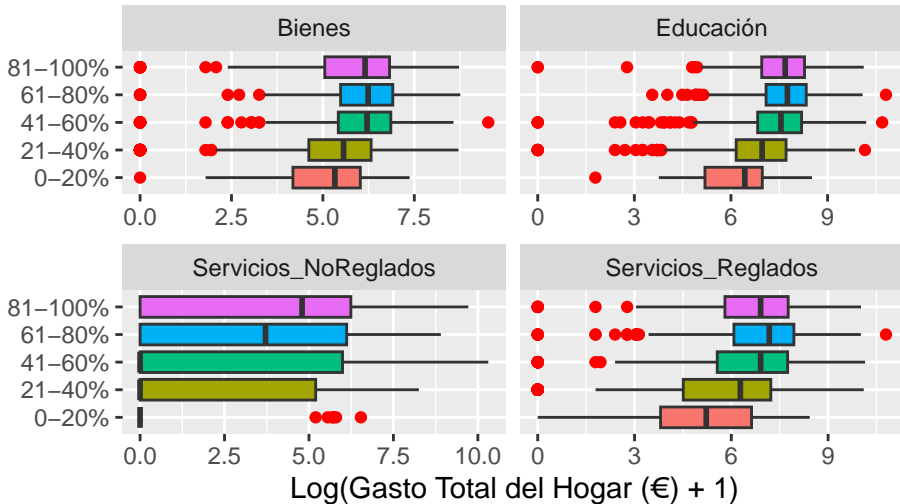 Bienes
Educación
81–100%
61–80%
41–60%
21–40%
0–20%
0.0 2.5 5.0 7.5
0 3 6 9
Servicios_NoReglados
Servicios_Reglados
81–100%
61–80%
41–60%
21–40%
0–20%
0.0 2.5 5.0 7.5 10.0
0 3 6 9
Log(Gasto Total del Hogar (€) + 1)